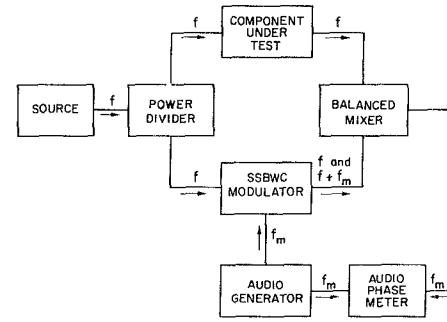 f
COMPONENT
UNDER
TEST
f
SOURCE
f
POWER
DIVIDER
BALANCED
MIXER
f
SSBWC
MODULATOR
f and
f + fm
fm
AUDIO
GENERATOR
fm
AUDIO
PHASE
METER
fm